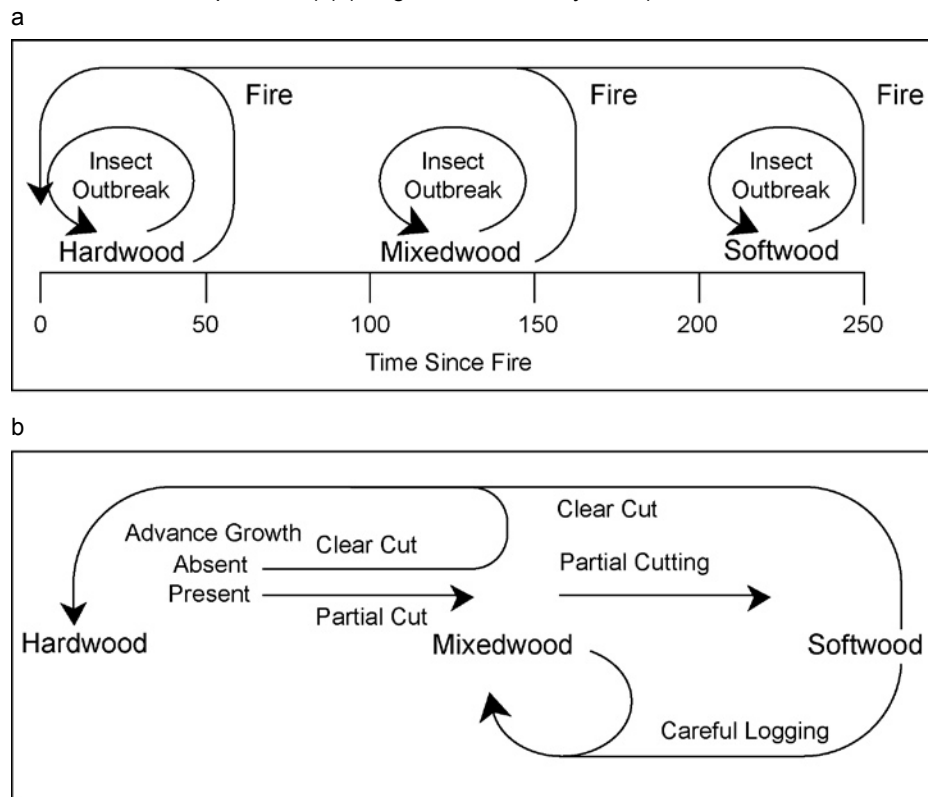 a
Fire Fire Fire
Insect Outbreak Insect Outbreak Insect Outbreak
Hardwood Mixedwood Softwood
0 50 100 150 200 250
Time Since Fire
b
Advance Growth
Absent
Present
Clear Cut
Partial Cut
Clear Cut
Partial Cutting
Hardwood Mixedwood Softwood
Careful Logging